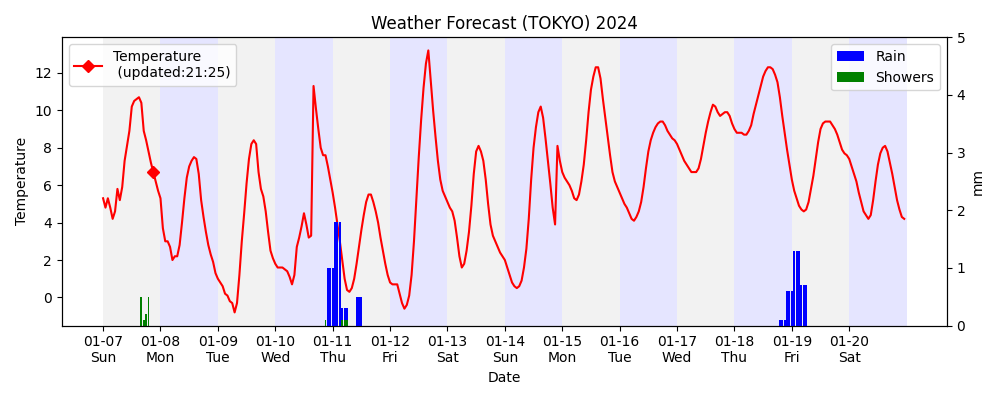 Weather Forecast (TOKYO) 2024
Temperature
(updated:21:25)
Rain
Showers
Temperature
12
10
8
6
4
2
0
5
4
3
2
1
0
mm
01-07 01-08 01-09 01-10 01-11 01-12 01-13 01-14 01-15 01-16 01-17 01-18 01-19 01-20
Sun Mon Tue Wed Thu Fri Sat Sun Mon Tue Wed Thu Fri Sat
Date